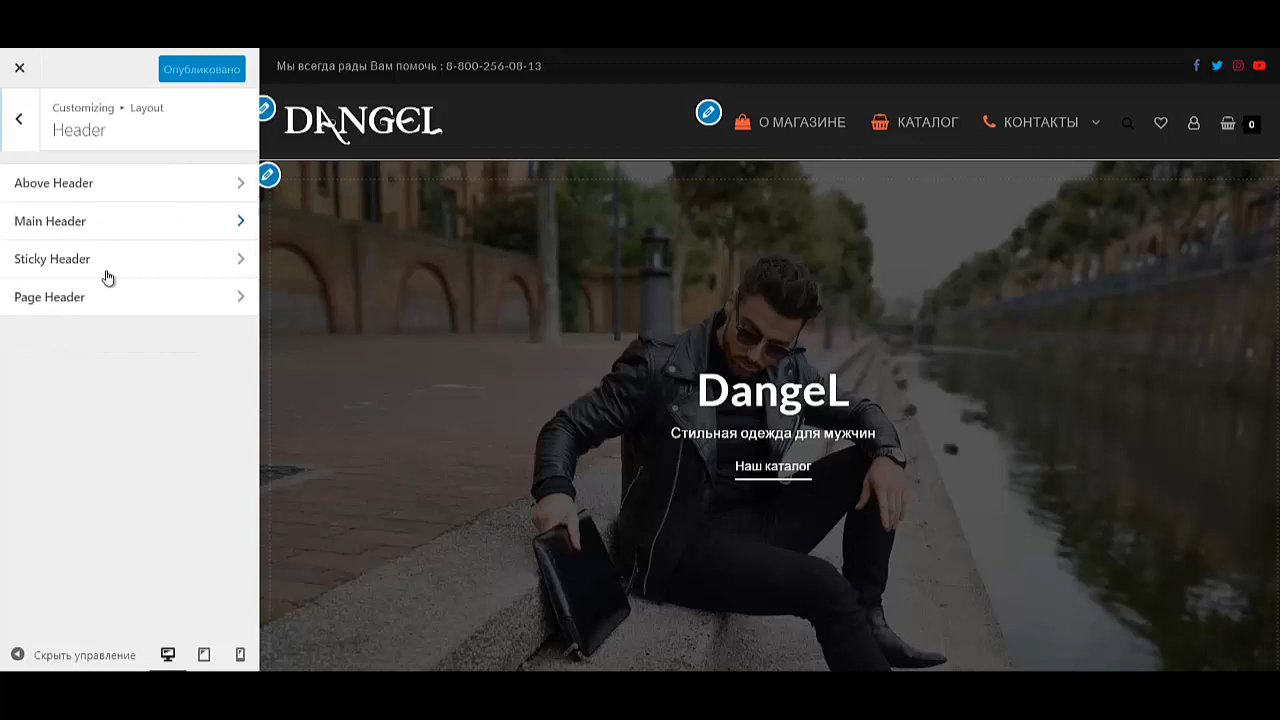 Опубликовано
Customizing ▸ Layout
Header
Above Header
Main Header
Sticky Header
Page Header
Скрыть управление
Мы всегда рады Вам помочь : 8-800-256-08-13
DANGEL
О МАГАЗИНЕ
КАТАЛОГ
КОНТАКТЫ
0
DangeL
Стильная одежда для мужчин
Наш каталог